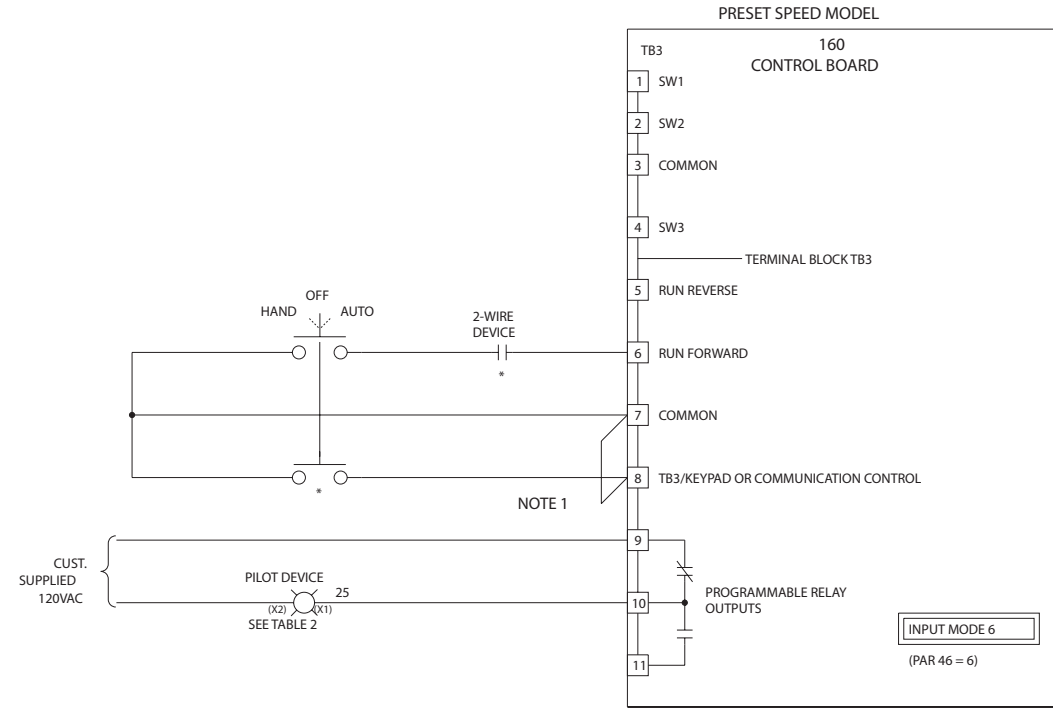 PRESET SPEED MODEL
160
CONTROL BOARD
TB3
1 SW1
2 SW2
3 COMMON
4 SW3
TERMINAL BLOCK TB3
5 RUN REVERSE
OFF
HAND AUTO
2-WIRE
DEVICE
*
6 RUN FORWARD
7 COMMON
8 TB3/KEYPAD OR COMMUNICATION CONTROL
*
NOTE 1
9
CUST.
SUPPLIED
120VAC
PILOT DEVICE
25
(X2) (X1)
SEE TABLE 2
10
PROGRAMMABLE RELAY
OUTPUTS
11
INPUT MODE 6
(PAR 46 = 6)